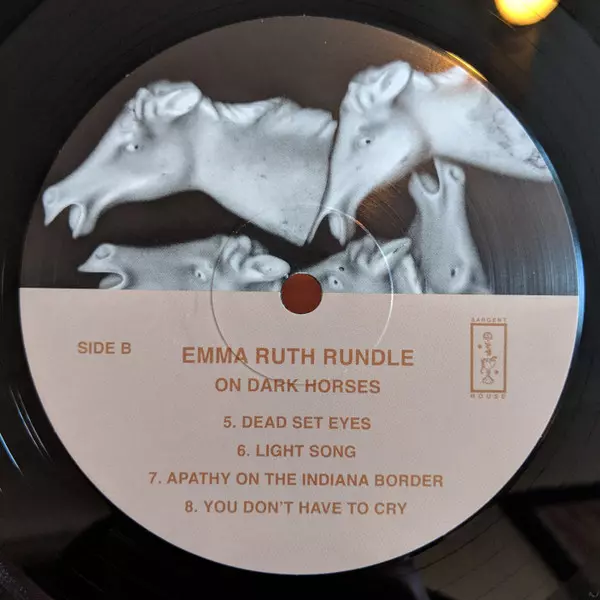 SIDE B
EMMA RUTH RUNDLE
ON DARK HORSES
SARGENT
HOUSE
5. DEAD SET EYES
6. LIGHT SONG
7. APATHY ON THE INDIANA BORDER
8. YOU DON'T HAVE TO CRY